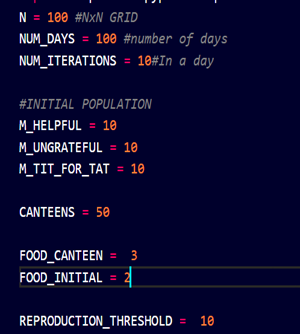 N = 100 #NxN GRID
NUM_DAYS = 100 #number of days
NUM_ITERATIONS = 10#In a day
#INITIAL POPULATION
M_HELPFUL = 10
M_UNGRATEFUL = 10
M_TIT_FOR_TAT = 10
CANTEENS = 50
FOOD_CANTEEN =  3
FOOD_INITIAL = 2
REPRODUCTION_THRESHOLD =  10